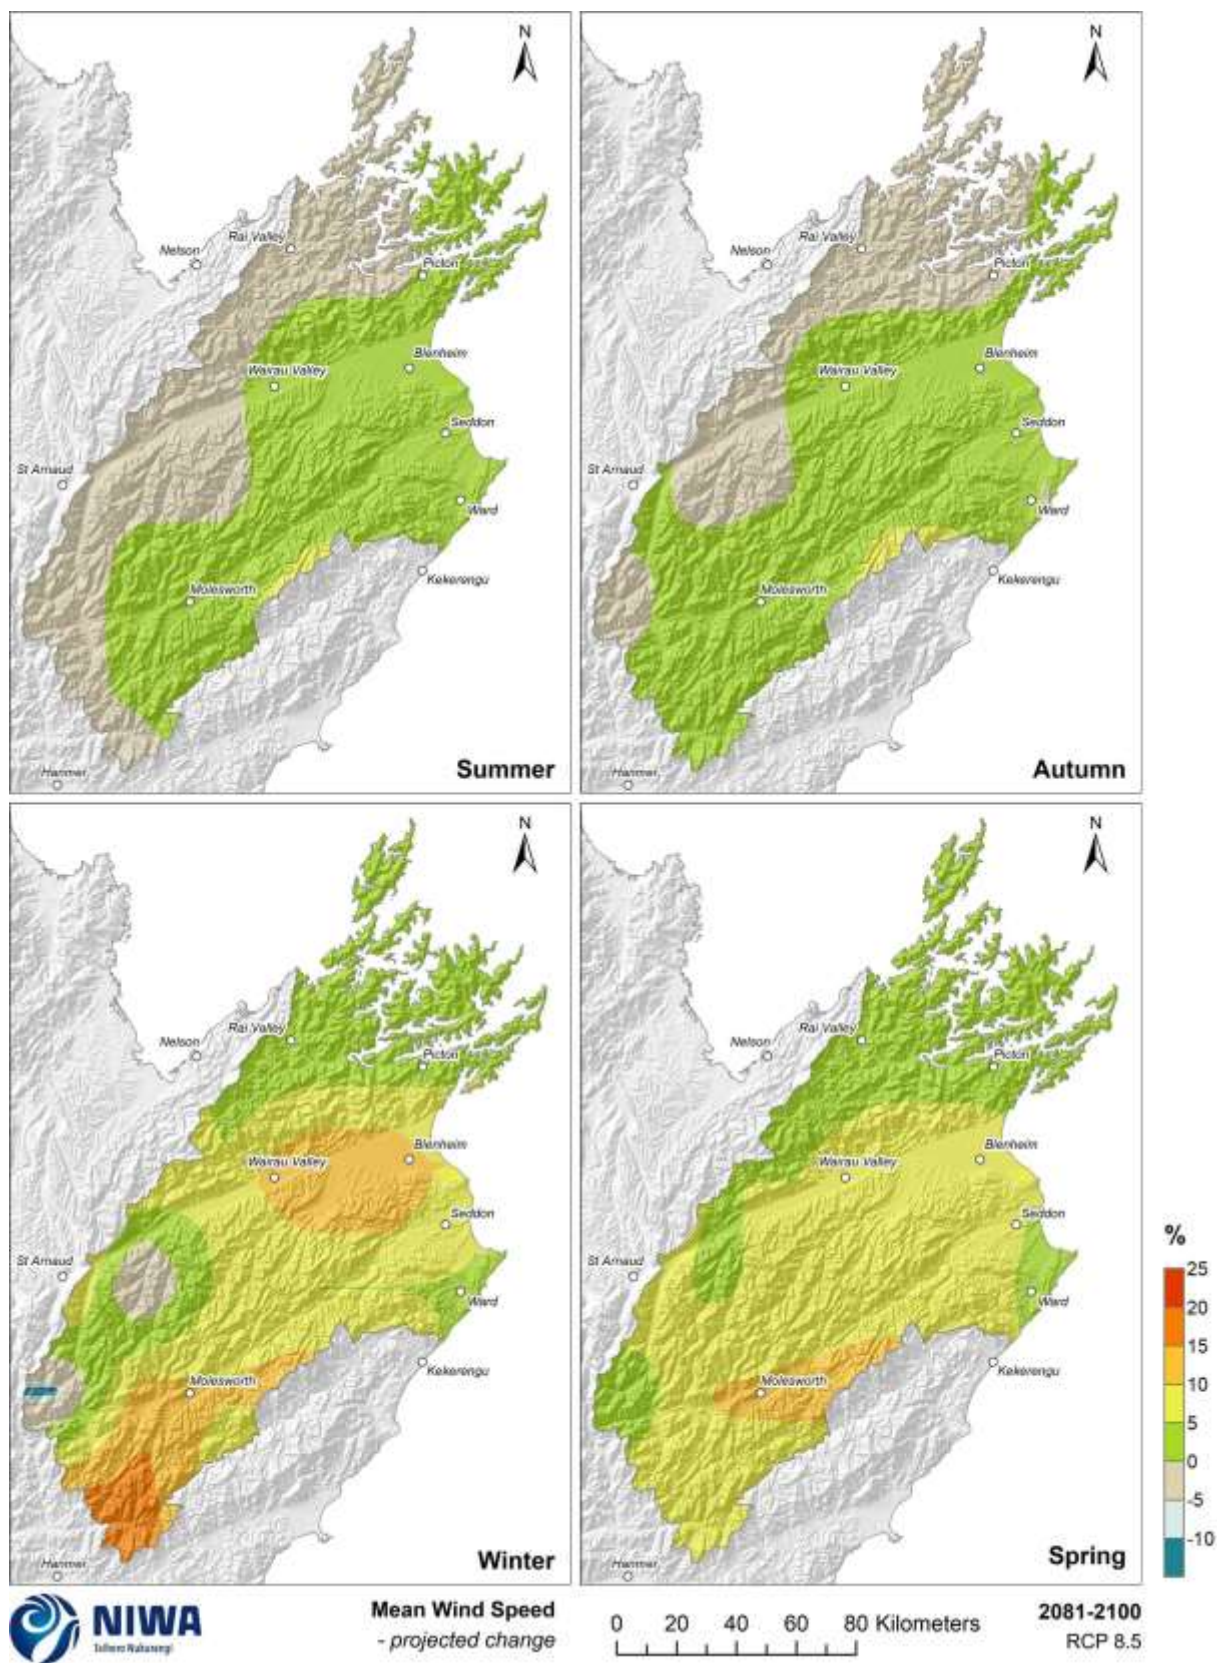 N
Nelson
Rai Valley
Picton
Blenheim
Wairau Valley
Seddon
St Arnaud
Ward
Molesworth
Kekerengu
Hanmer
Summer
N
Nelson
Rai Valley
Picton
Blenheim
Wairau Valley
Seddon
St Arnaud
Ward
Molesworth
Kekerengu
Hanmer
Autumn
N
Nelson
Rai Valley
Picton
Blenheim
Wairau Valley
Seddon
St Arnaud
Ward
Molesworth
Kekerengu
Hanmer
Winter
N
Nelson
Rai Valley
Picton
Blenheim
Wairau Valley
Seddon
St Arnaud
Ward
Molesworth
Kekerengu
Hanmer
Spring
%
25
20
15
10
5
0
-5
-10
NIWA
Taihoro Nukurangi
Mean Wind Speed
- projected change
0 20 40 60 80 Kilometers
2081-2100
RCP 8.5